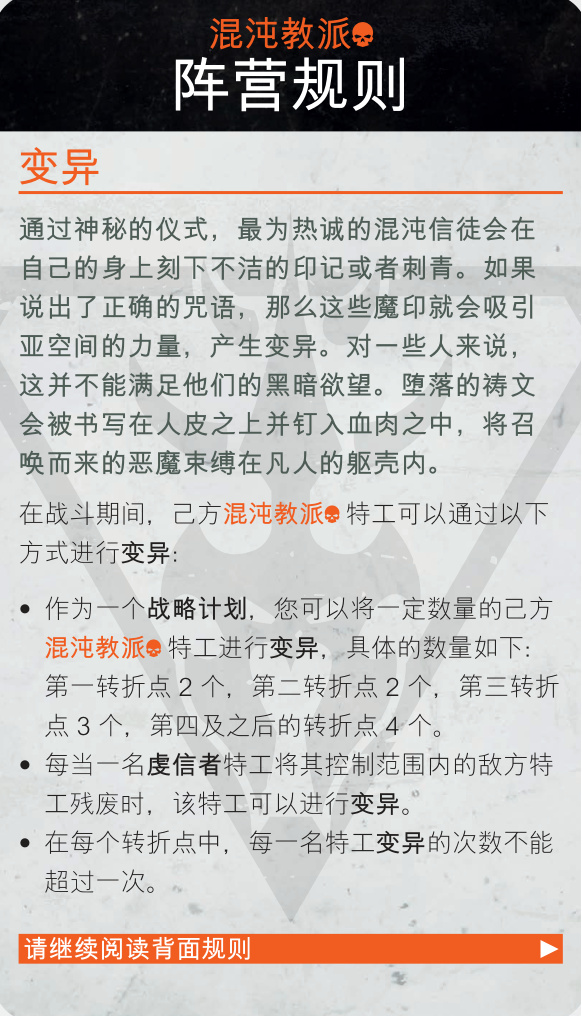 混沌教派
阵营规则
变异
通过神秘的仪式，最为热诚的混沌信徒会在
自己的身上刻下不洁的印记或者刺青。如果
说出了正确的咒语，那么这些魔印就会吸引
亚空间的力量，产生变异。对一些人来说，
这并不能满足他们的黑暗欲望。堕落的祷文
会被书写在人皮之上并钉入血肉之中，将召
唤而来的恶魔束缚在凡人的躯壳内。
在战斗期间，己方混沌教派特工可以通过以下
方式进行变异：
• 作为一个战略计划，您可以将一定数量的己方
混沌教派特工进行变异，具体的数量如下：
第一转折点 2 个，第二转折点 2 个，第三转折
点 3 个，第四及之后的转折点 4 个。
• 每当一名虔信者特工将其控制范围内的敌方特
工残废时，该特工可以进行变异。
• 在每个转折点中，每一名特工变异的次数不能
超过一次。
请继续阅读背面规则